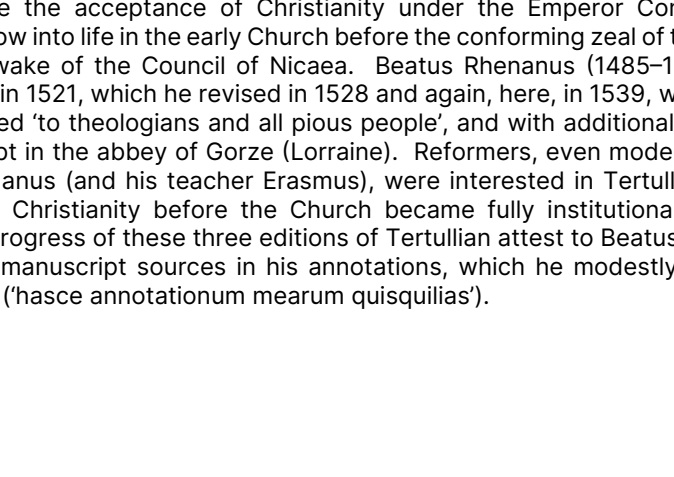 e the acceptance of Christianity under the Emperor Cor
ow into life in the early Church before the conforming zeal of t
wake of the Council of Nicaea. Beatus Rhenanus (1485–1
in 1521, which he revised in 1528 and again, here, in 1539, w
ed ‘to theologians and all pious people’, and with additional
pt in the abbey of Gorze (Lorraine). Reformers, even mode
anus (and his teacher Erasmus), were interested in Tertull
Christianity before the Church became fully institutiona
rogress of these three editions of Tertullian attest to Beatus
manuscript sources in his annotations, which he modestly
(‘hasce annotationum mearum quisquilias’).